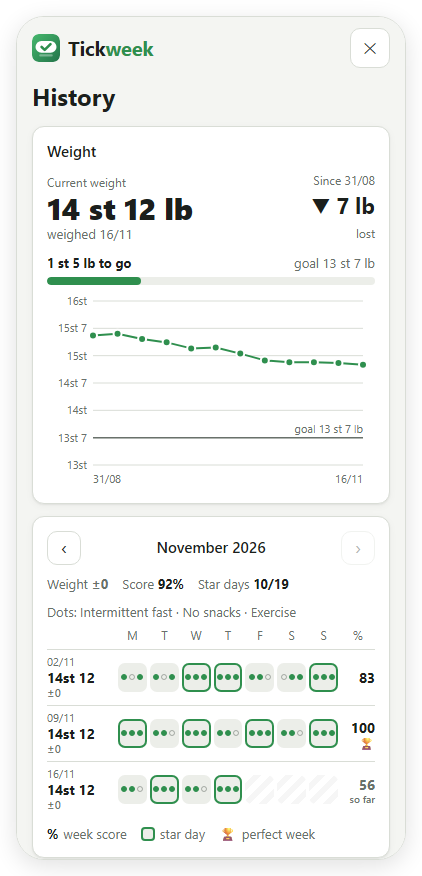 Tickweek
History
Weight
Current weight
Since 31/08
14 st 12 lb
▼ 7 lb
weighed 16/11
lost
1 st 5 lb to go
goal 13 st 7 lb
16st
15st 7
15st
14st 7
14st
goal 13 st 7 lb
13st 7
13st
31/08
16/11
‹
November 2026
›
Weight ±0 Score 92% Star days 10/19
Dots: Intermittent fast · No snacks · Exercise
M T W T F S S %
02/11
14st 12
83
±0
09/11
14st 12
100
±0
16/11
14st 12
56
±0
so far
% week score star day perfect week